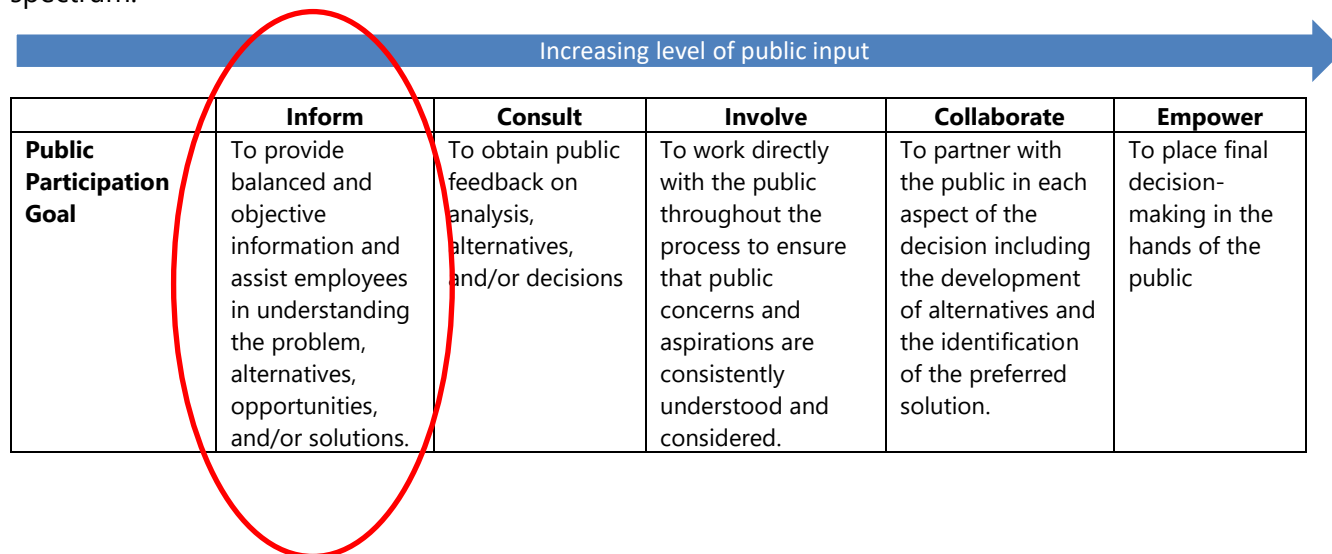 spectrum.
Increasing level of public input
Inform Consult Involve Collaborate Empower
Public
Participation
Goal
To provide
balanced and
objective
information and
assist employees
in understanding
the problem,
alternatives,
opportunities,
and/or solutions.
To obtain public
feedback on
analysis,
alternatives,
and/or decisions
To work directly
with the public
throughout the
process to ensure
that public
concerns and
aspirations are
consistently
understood and
considered.
To partner with
the public in each
aspect of the
decision including
the development
of alternatives and
the identification
of the preferred
solution.
To place final
decision-
making in the
hands of the
public